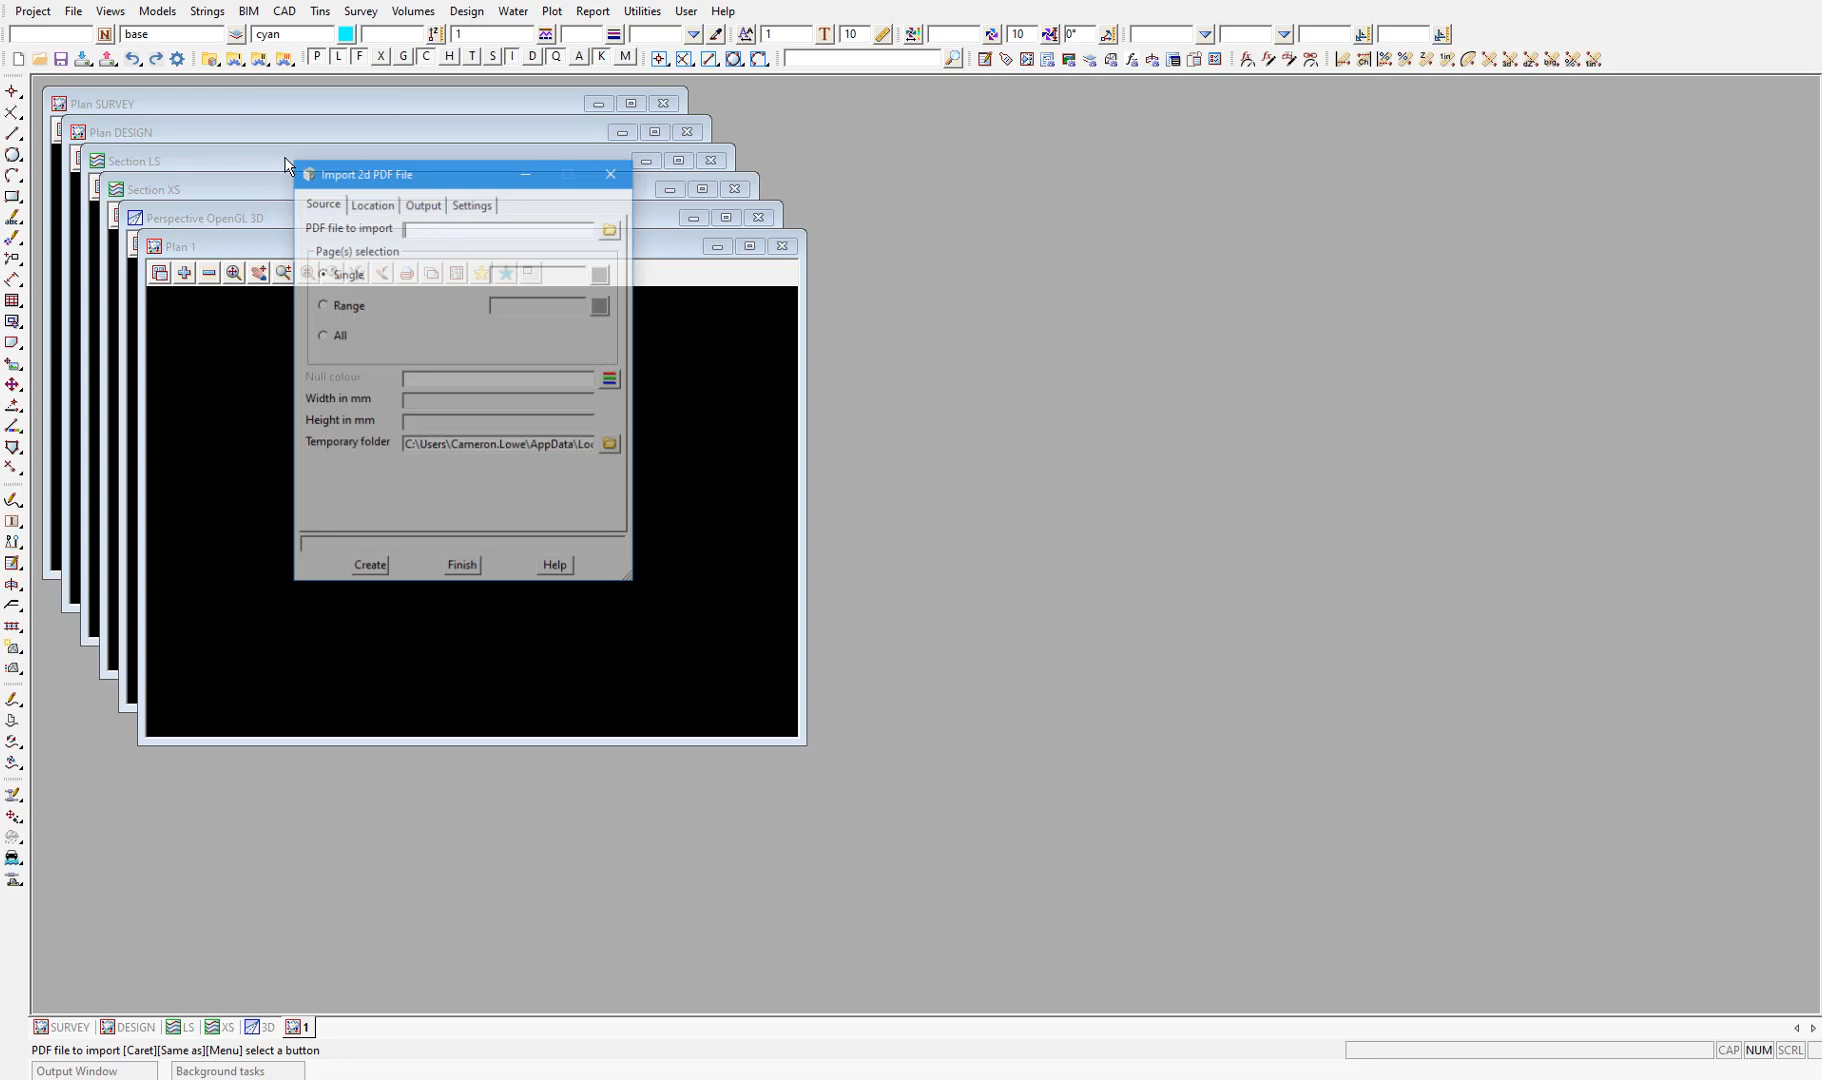 Project File Views Models Strings BIM CAD Tins Survey Volumes Design Water Plot Report Utilities User Help
N base cyan 1 1 T 10 10 0°
P L F X G C H T S I D Q A K M
Plan SURVEY
Plan DESIGN
Section LS
Import 2d PDF File
Section XS
Source Location Output Settings
Perspective OpenGL 3D
PDF file to import
Plan 1
Page(s) selection
Single
Range
All
Null colour
Width in mm
Height in mm
Temporary folder C:\Users\Cameron.Lowe\AppData\Loc
Create Finish Help
SURVEY DESIGN LS XS 3D 1
PDF file to import [Caret][Same as][Menu] select a button CAP NUM SCRL
Output Window Background tasks